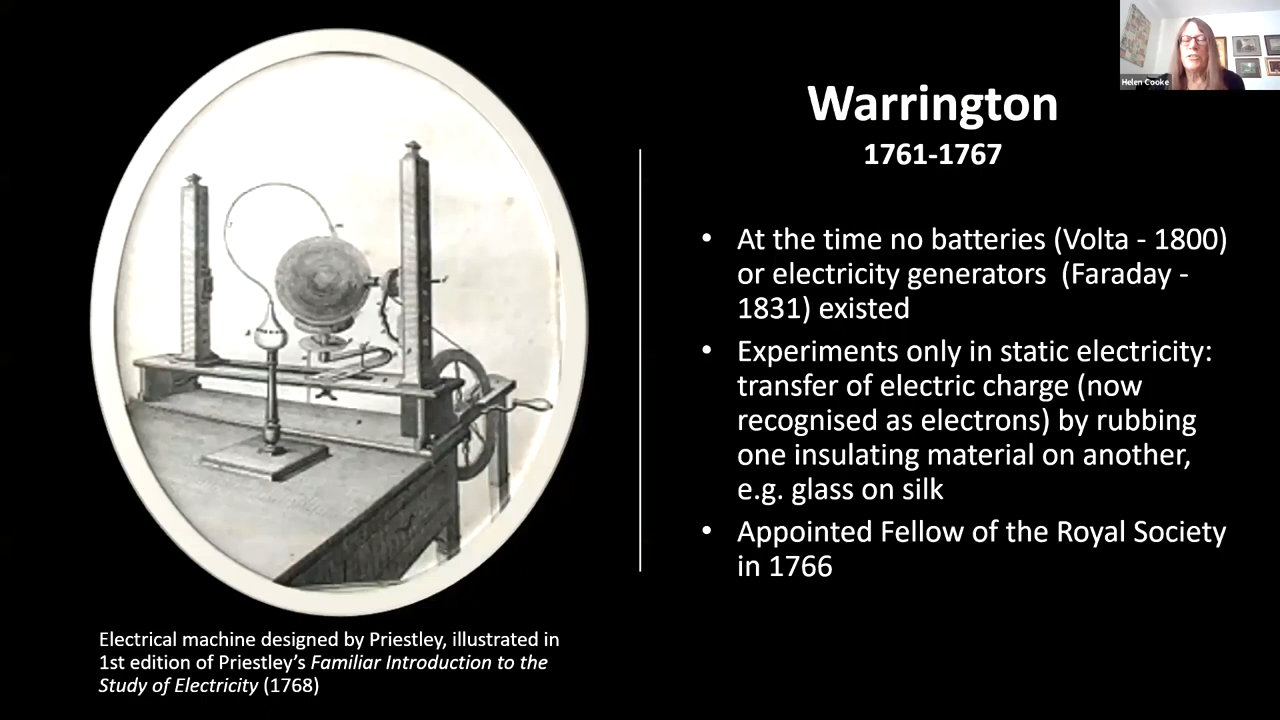 Helen Cooke
Warrington
1761-1767
• At the time no batteries (Volta - 1800)
or electricity generators (Faraday -
1831) existed
• Experiments only in static electricity:
transfer of electric charge (now
recognised as electrons) by rubbing
one insulating material on another,
e.g. glass on silk
• Appointed Fellow of the Royal Society
in 1766
Electrical machine designed by Priestley, illustrated in
1st edition of Priestley’s Familiar Introduction to the
Study of Electricity (1768)